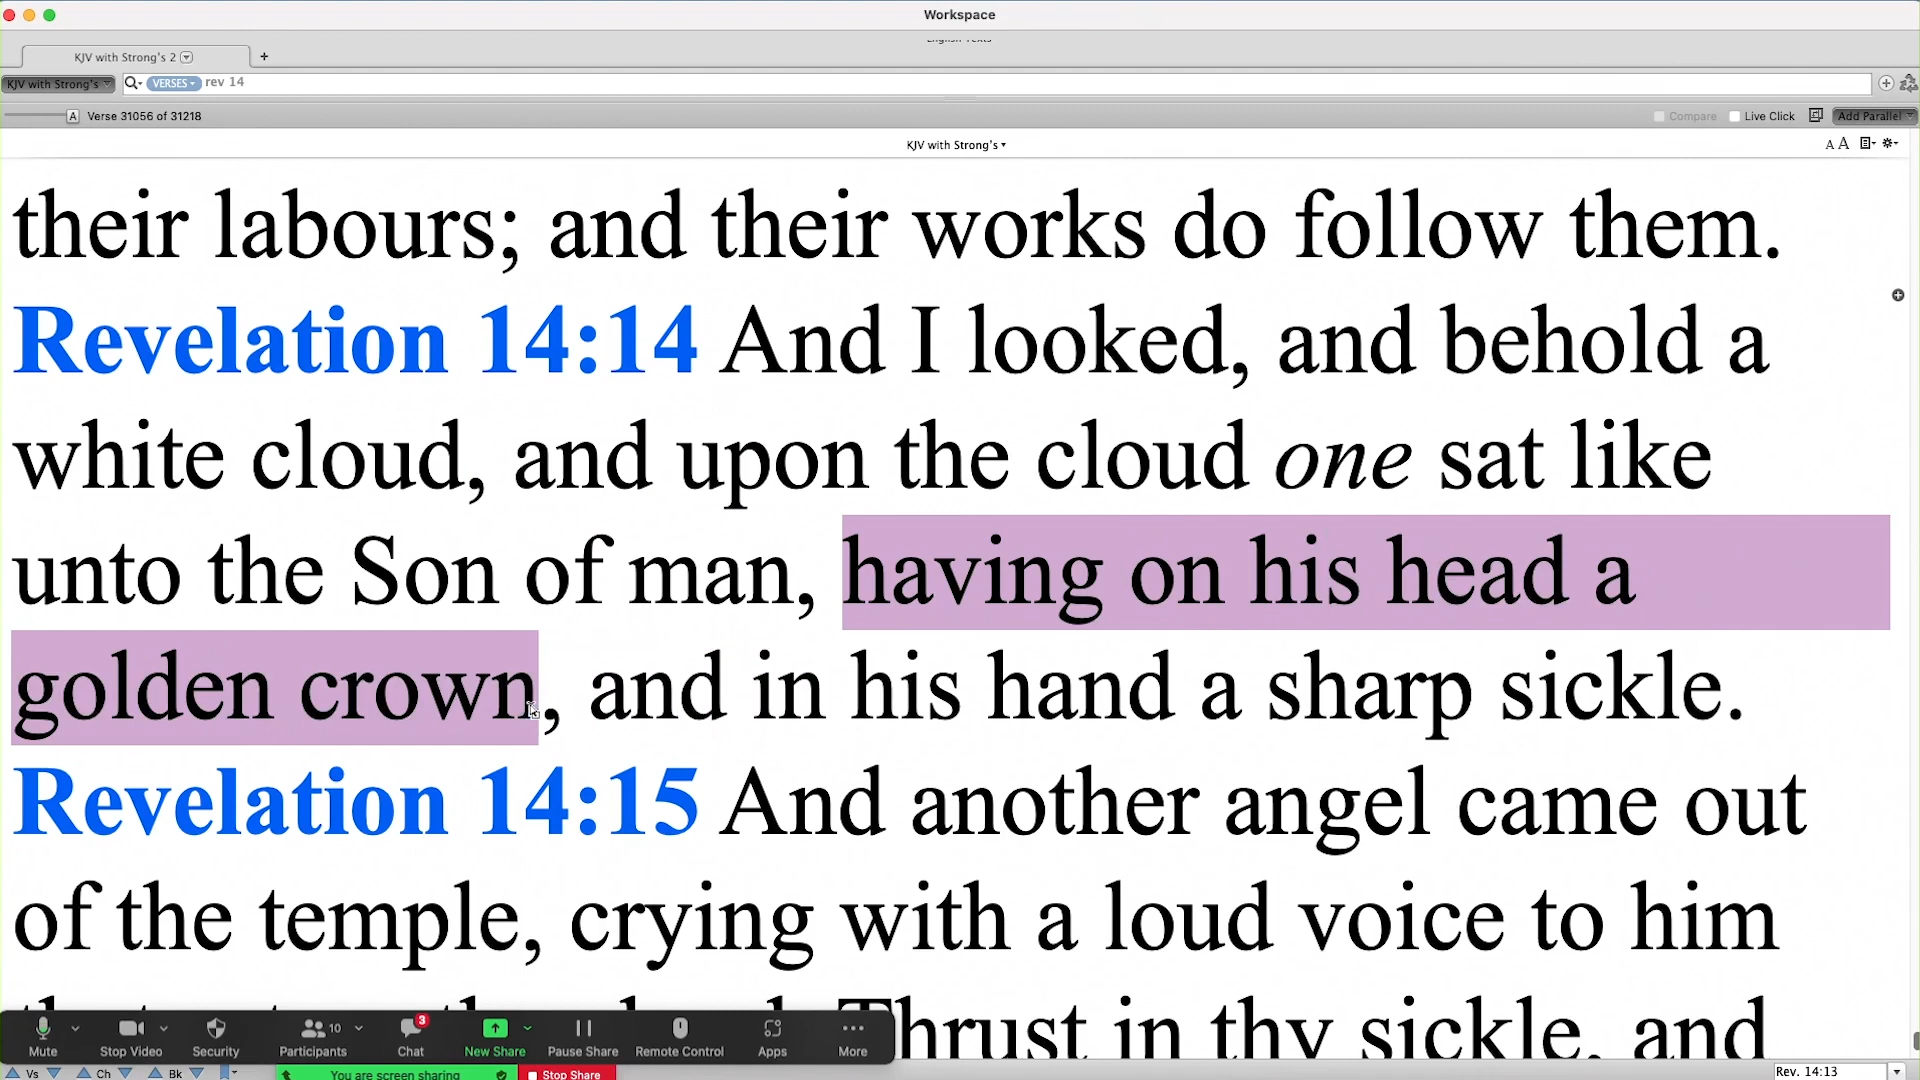 Workspace
English Texts
KJV with Strong's 2
+
KJV with Strong's
VERSES
rev 14
A
Verse 31056 of 31218
Compare
Live Click
Add Parallel
KJV with Strong's
A A
their labours; and their works do follow them.
Revelation 14:14 And I looked, and behold a
white cloud, and upon the cloud one sat like
unto the Son of man, having on his head a
golden crown, and in his hand a sharp sickle.
Revelation 14:15 And another angel came out
of the temple, crying with a loud voice to him
Thrust in thy sickle, and
10
3
Mute
Stop Video
Security
Participants
Chat
New Share
Pause Share
Remote Control
Apps
More
Vs
Ch
Bk
You are screen sharing
Stop Share
Rev. 14:13